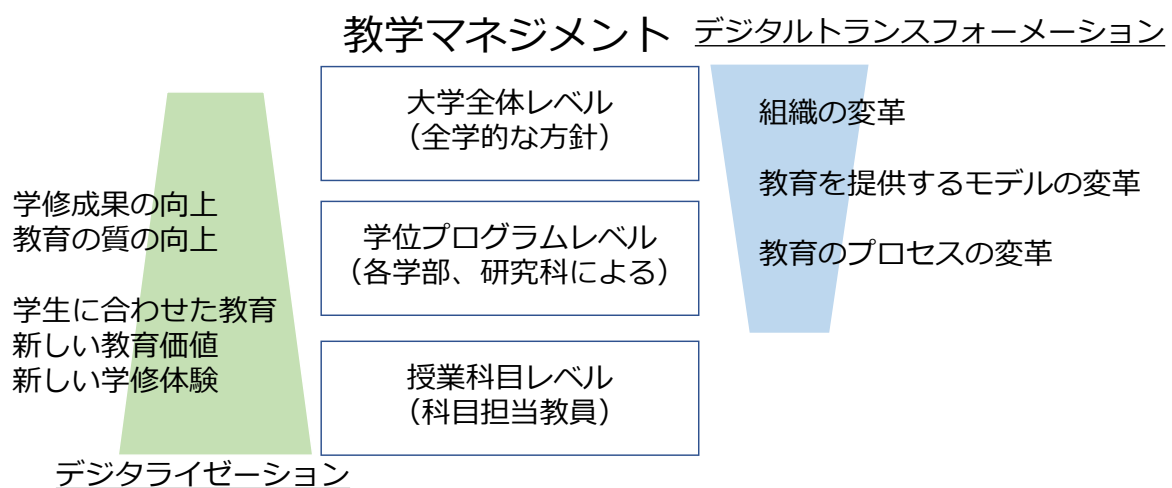 教学マネジメント
デジタルトランスフォーメーション
大学全体レベル
（全学的な方針）
学位プログラムレベル
（各学部、研究科による）
授業科目レベル
（科目担当教員）
学修成果の向上
教育の質の向上
学生に合わせた教育
新しい教育価値
新しい学修体験
デジタライゼーション
組織の変革
教育を提供するモデルの変革
教育のプロセスの変革